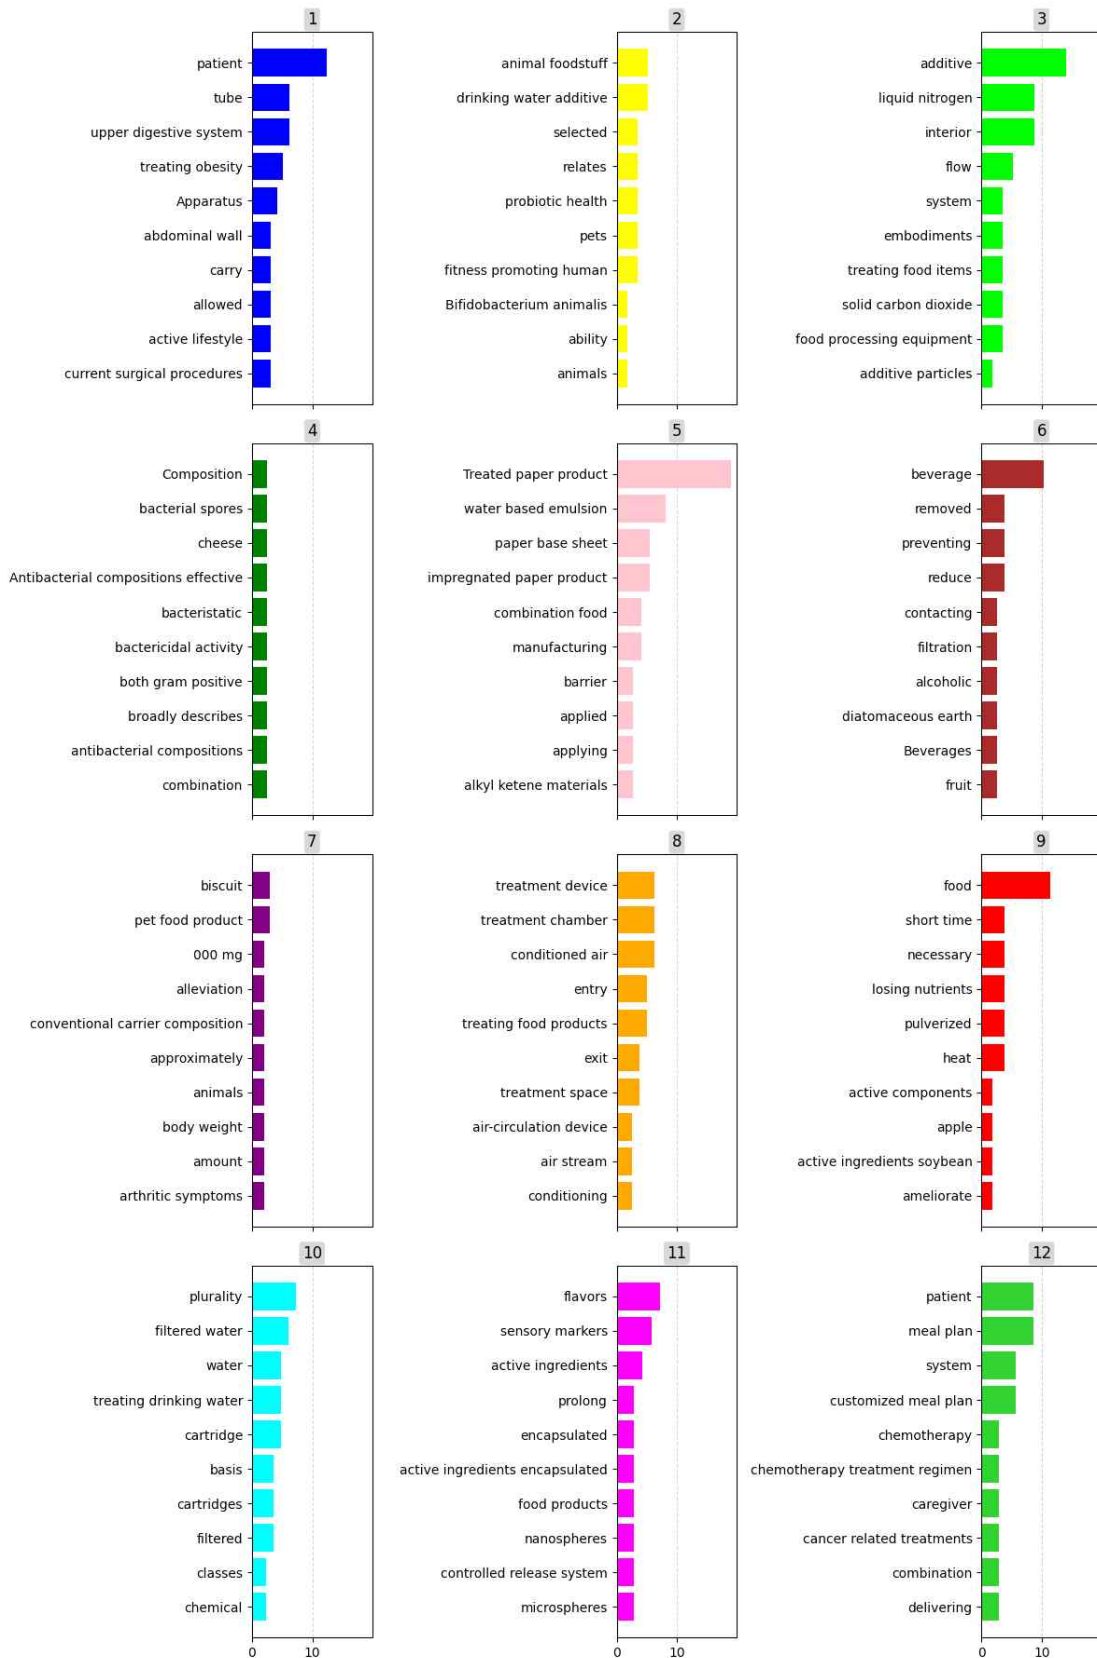 1
patient
tube
upper digestive system
treating obesity
Apparatus
abdominal wall
carry
allowed
active lifestyle
current surgical procedures
2
animal foodstuff
drinking water additive
selected
relates
probiotic health
pets
fitness promoting human
Bifidobacterium animalis
ability
animals
3
additive
liquid nitrogen
interior
flow
system
embodiments
treating food items
solid carbon dioxide
food processing equipment
additive particles
4
Composition
bacterial spores
cheese
Antibacterial compositions effective
bacteristatic
bactericidal activity
both gram positive
broadly describes
antibacterial compositions
combination
5
Treated paper product
water based emulsion
paper base sheet
impregnated paper product
combination food
manufacturing
barrier
applied
applying
alkyl ketene materials
6
beverage
removed
preventing
reduce
contacting
filtration
alcoholic
diatomaceous earth
Beverages
fruit
7
biscuit
pet food product
000 mg
alleviation
conventional carrier composition
approximately
animals
body weight
amount
arthritic symptoms
8
treatment device
treatment chamber
conditioned air
entry
treating food products
exit
treatment space
air-circulation device
air stream
conditioning
9
food
short time
necessary
losing nutrients
pulverized
heat
active components
apple
active ingredients soybean
ameliorate
10
plurality
filtered water
water
treating drinking water
cartridge
basis
cartridges
filtered
classes
chemical
0 10
11
flavors
sensory markers
active ingredients
prolong
encapsulated
active ingredients encapsulated
food products
nanospheres
controlled release system
microspheres
0 10
12
patient
meal plan
system
customized meal plan
chemotherapy
chemotherapy treatment regimen
caregiver
cancer related treatments
combination
delivering
0 10